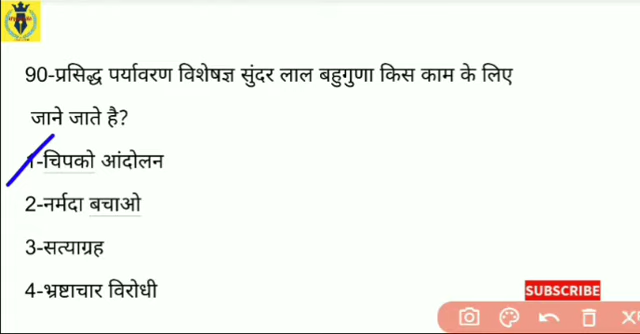 90-प्रसिद्ध पर्यावरण विशेषज्ञ सुंदर लाल बहुगुणा किस काम के लिए
जाने जाते है?
1-चिपको आंदोलन
2-नर्मदा बचाओ
3-सत्याग्रह
4-भ्रष्टाचार विरोधी
SUBSCRIBE